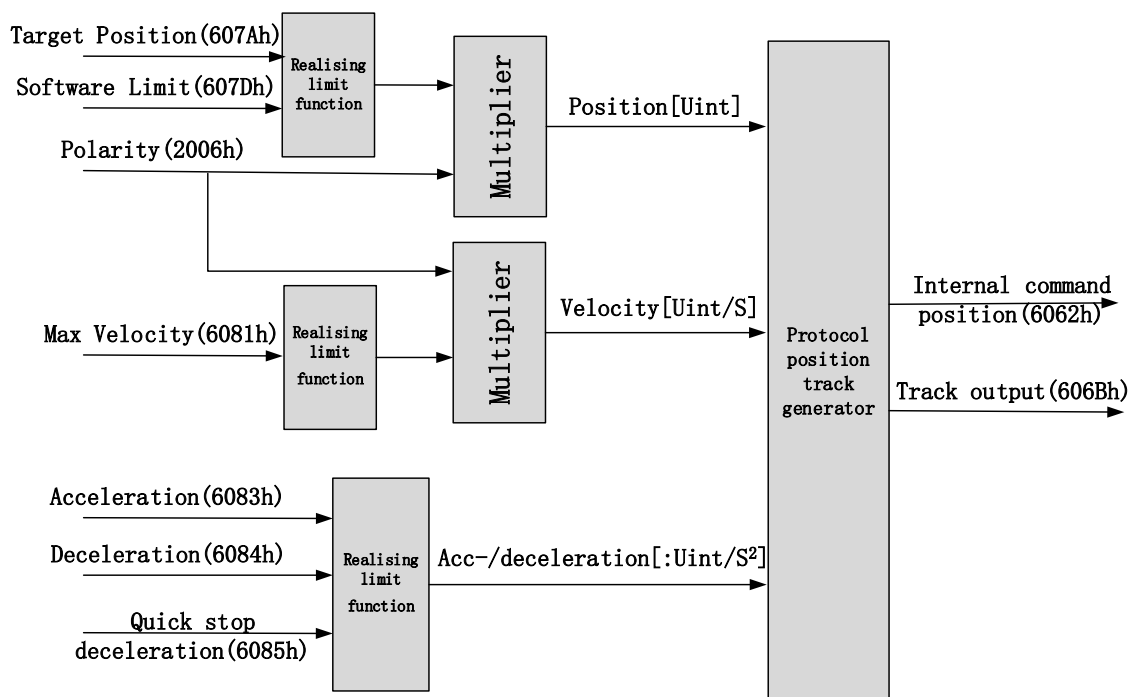 Target Position(607Ah)
Software Limit(607Dh)
Realising
limit
function
Polarity(2006h)
Multiplier
Position[Uint]
Max Velocity(6081h)
Realising
limit
function
Multiplier
Velocity[Uint/S]
Acceleration(6083h)
Deceleration(6084h)
Quick stop
deceleration(6085h)
Realising
limit
function
Acc-/deceleration[:Uint/S²]
Protocol
position
track
generator
Internal command
position(6062h)
Track output(606Bh)